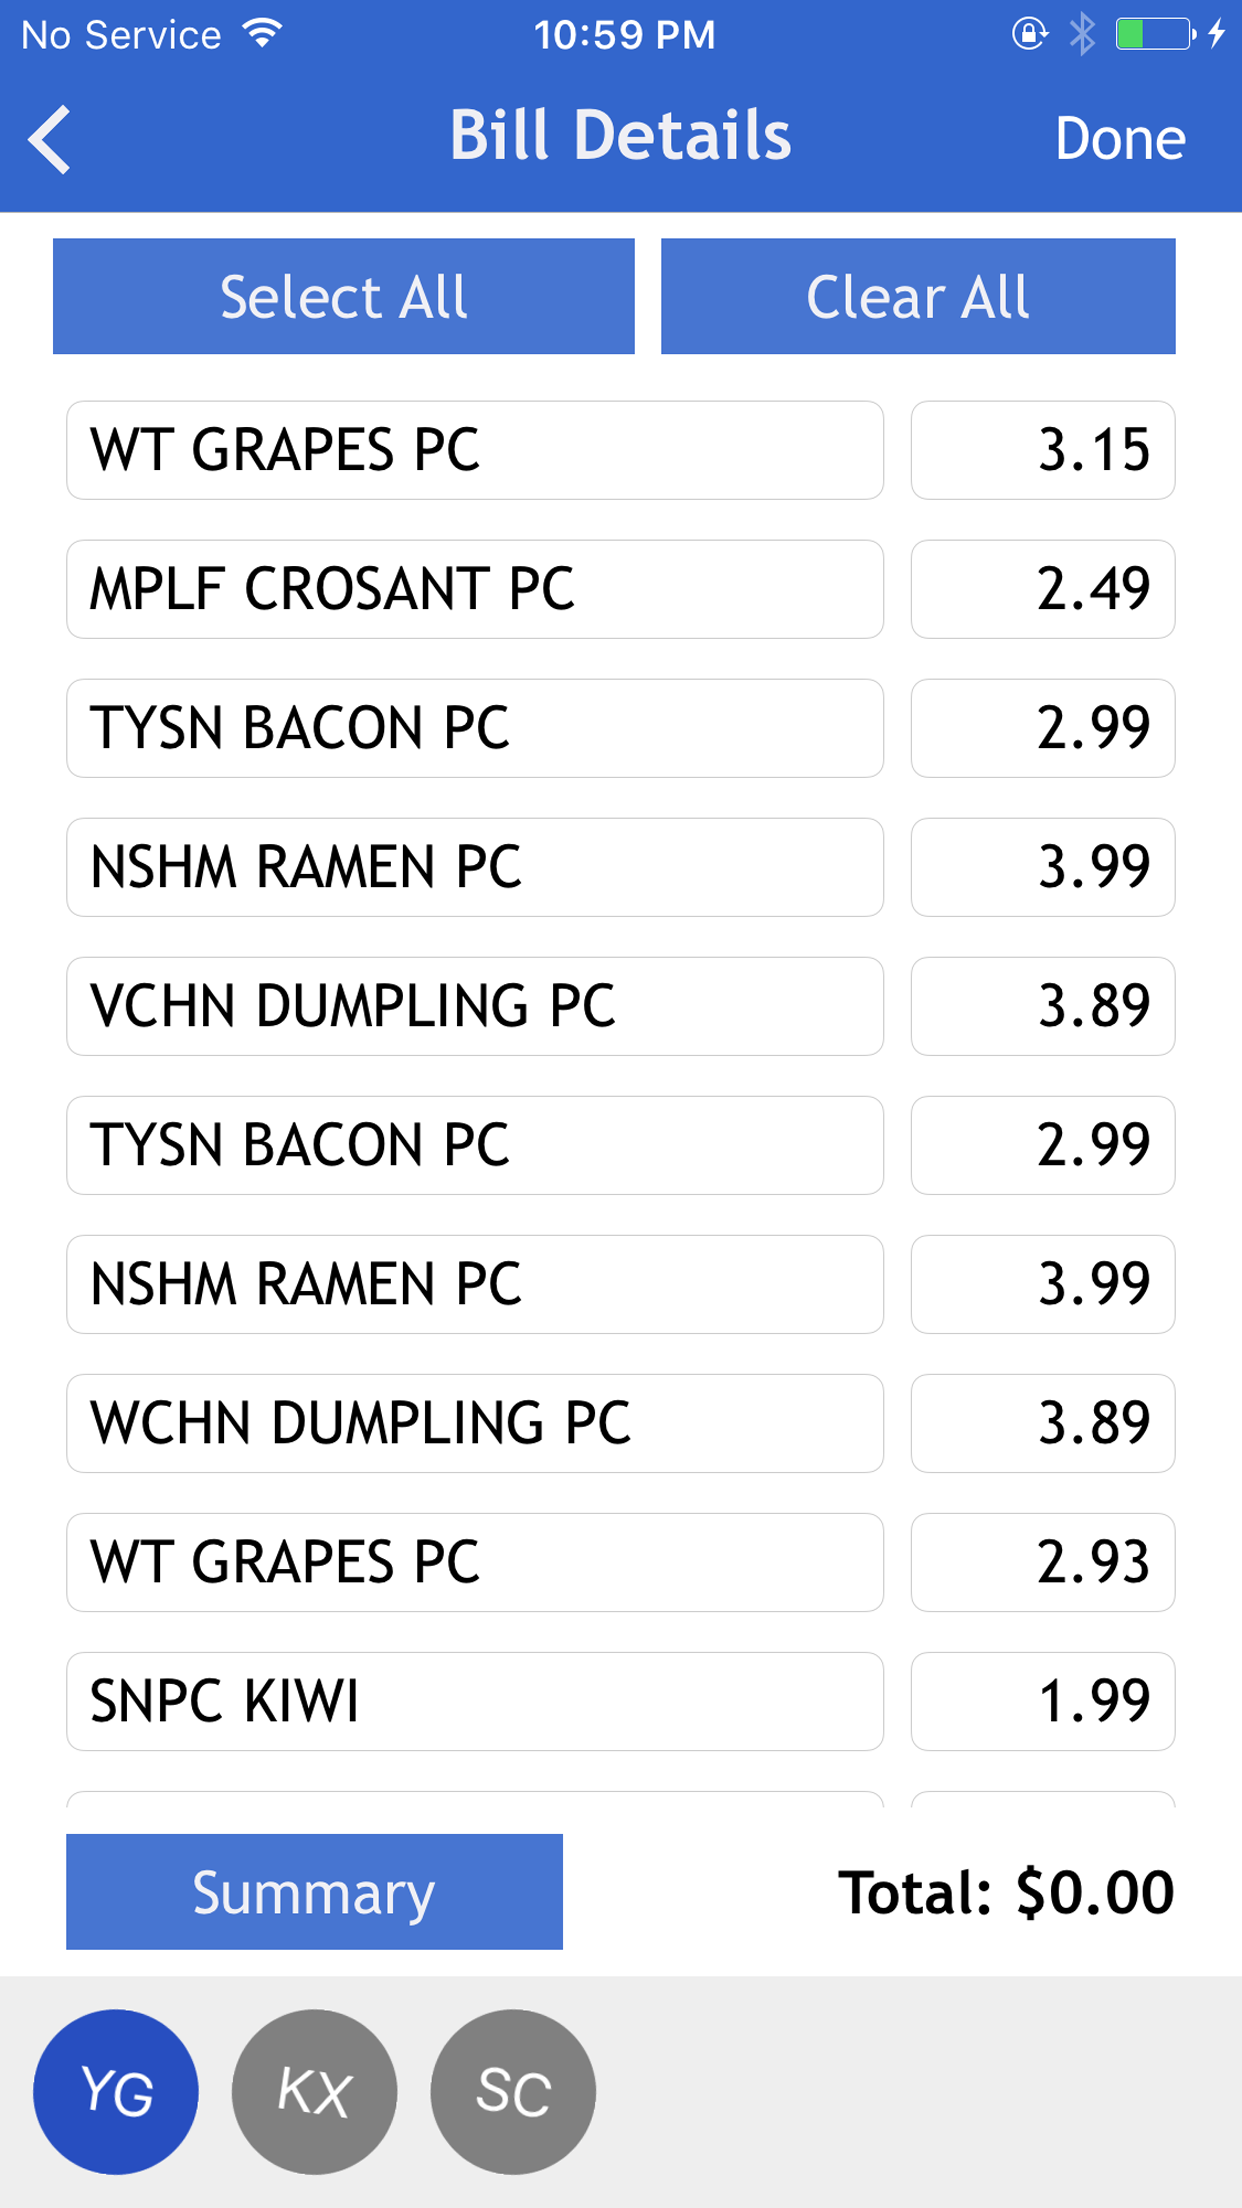 No Service 10:59 PM
Bill Details Done
Select All Clear All
WT GRAPES PC 3.15
MPLF CROSANT PC 2.49
TYSN BACON PC 2.99
NSHM RAMEN PC 3.99
VCHN DUMPLING PC 3.89
TYSN BACON PC 2.99
NSHM RAMEN PC 3.99
WCHN DUMPLING PC 3.89
WT GRAPES PC 2.93
SNPC KIWI 1.99
Summary Total: $0.00
YG KX SC